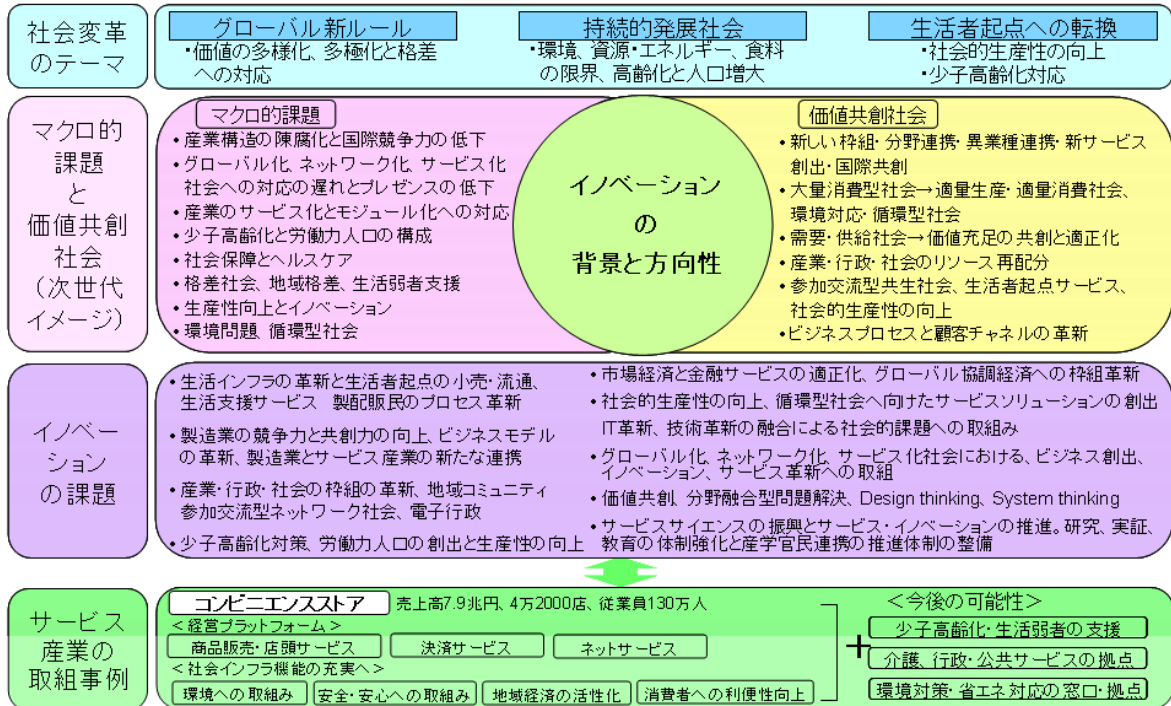 社会変革
のテーマ
グローバル新ルール
・価値の多様化、多極化と格差
への対応
持続的発展社会
・環境、資源・エネルギー、食料
の限界、高齢化と人口増大
生活者起点への転換
・社会的生産性の向上
・少子高齢化対応
マクロ的
課題
と
価値共創
社会
（次世代
イメージ）
マクロ的課題
・産業構造の陳腐化と国際競争力の低下
・グローバル化、ネットワーク化、サービス化
社会への対応の遅れとプレゼンスの低下
・産業のサービス化とモジュール化への対応
・少子高齢化と労働力人口の構成
・社会保障とヘルスケア
・格差社会、地域格差、生活弱者支援
・生産性向上とイノベーション
・環境問題、循環型社会
イノベーション
の
背景と方向性
価値共創社会
・新しい枠組・分野連携・異業種連携・新サービス
創出・国際共創
・大量消費型社会→適量生産・適量消費社会、
環境対応・循環型社会
・需要・供給社会→価値充足の共創と適正化
・産業・行政・社会のリソース再配分
・参加交流型共生社会、生活者起点サービス、
社会的生産性の向上
・ビジネスプロセスと顧客チャネルの革新
イノベー
ション
の課題
・生活インフラの革新と生活者起点の小売・流通、
生活支援サービス 製配販民のプロセス革新
・製造業の競争力と共創力の向上、ビジネスモデル
の革新、製造業とサービス産業の新たな連携
・産業・行政・社会の枠組の革新、地域コミュニティ
参加交流型ネットワーク社会、電子行政
・少子高齢化対策、労働力人口の創出と生産性の向上
・市場経済と金融サービスの適正化、グローバル協調経済への枠組革新
・社会的生産性の向上、循環型社会へ向けたサービスソリューションの創出
IT革新、技術革新の融合による社会的課題への取組み
・グローバル化、ネットワーク化、サービス化社会における、ビジネス創出、
イノベーション、サービス革新への取組
・価値共創、分野融合型問題解決、Design thinking、System thinking
・サービスサイエンスの振興とサービス・イノベーションの推進。研究、実証、
教育の体制強化と産学官民連携の推進体制の整備
サービス
産業の
取組事例
コンビニエンスストア 売上高7.9兆円、4万2000店、従業員130万人
＜経営プラットフォーム＞
商品販売・店頭サービス 決済サービス ネットサービス
＜社会インフラ機能の充実へ＞
環境への取組み 安全・安心への取組み 地域経済の活性化 消費者への利便性向上
+
＜今後の可能性＞
少子高齢化・生活弱者の支援
介護、行政・公共サービスの拠点
環境対策・省エネ対応の窓口・拠点